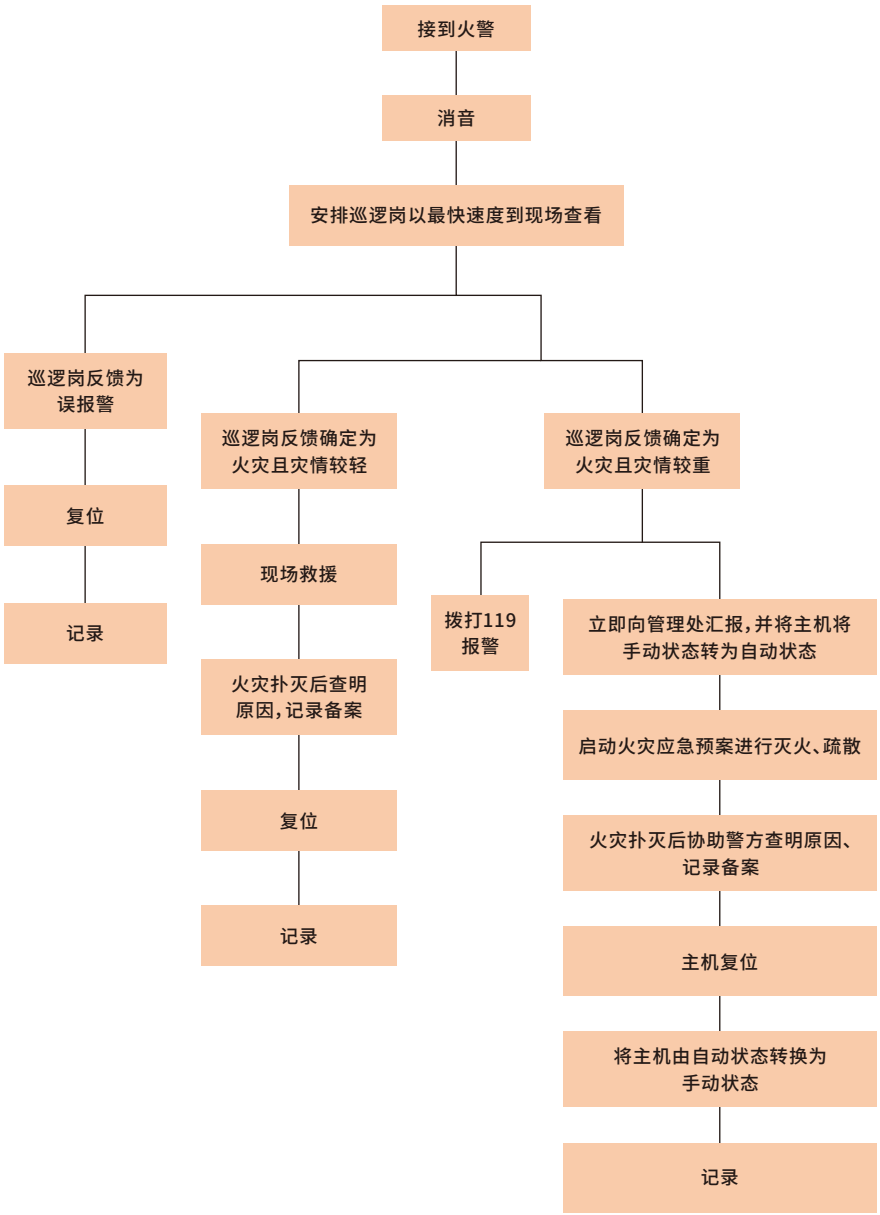 接到火警
消音
安排巡逻岗以最快速度到现场查看
巡逻岗反馈为
误报警
复位
记录
巡逻岗反馈确定为
火灾且灾情较轻
现场救援
火灾扑灭后查明
原因,记录备案
复位
记录
巡逻岗反馈确定为
火灾且灾情较重
拨打119
报警
立即向管理处汇报,并将主机将
手动状态转为自动状态
启动火灾应急预案进行灭火、疏散
火灾扑灭后协助警方查明原因、
记录备案
主机复位
将主机由自动状态转换为
手动状态
记录